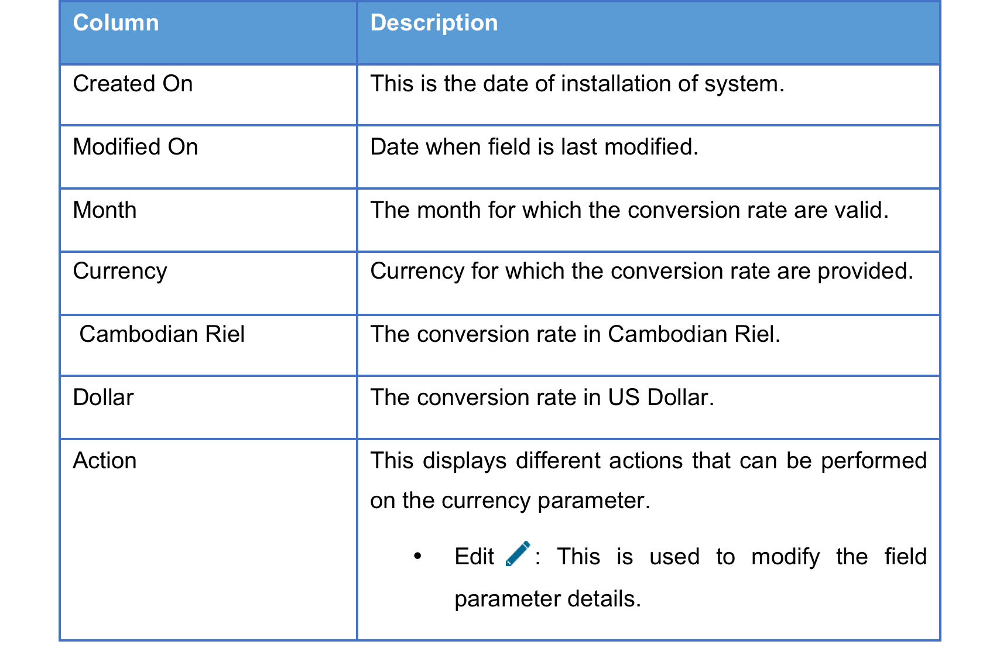 Column Description
Created On This is the date of installation of system.
Modified On Date when field is last modified.
Month The month for which the conversion rate are valid.
Currency Currency for which the conversion rate are provided.
Cambodian Riel The conversion rate in Cambodian Riel.
Dollar The conversion rate in US Dollar.
Action This displays different actions that can be performed
on the currency parameter.
• Edit : This is used to modify the field
parameter details.